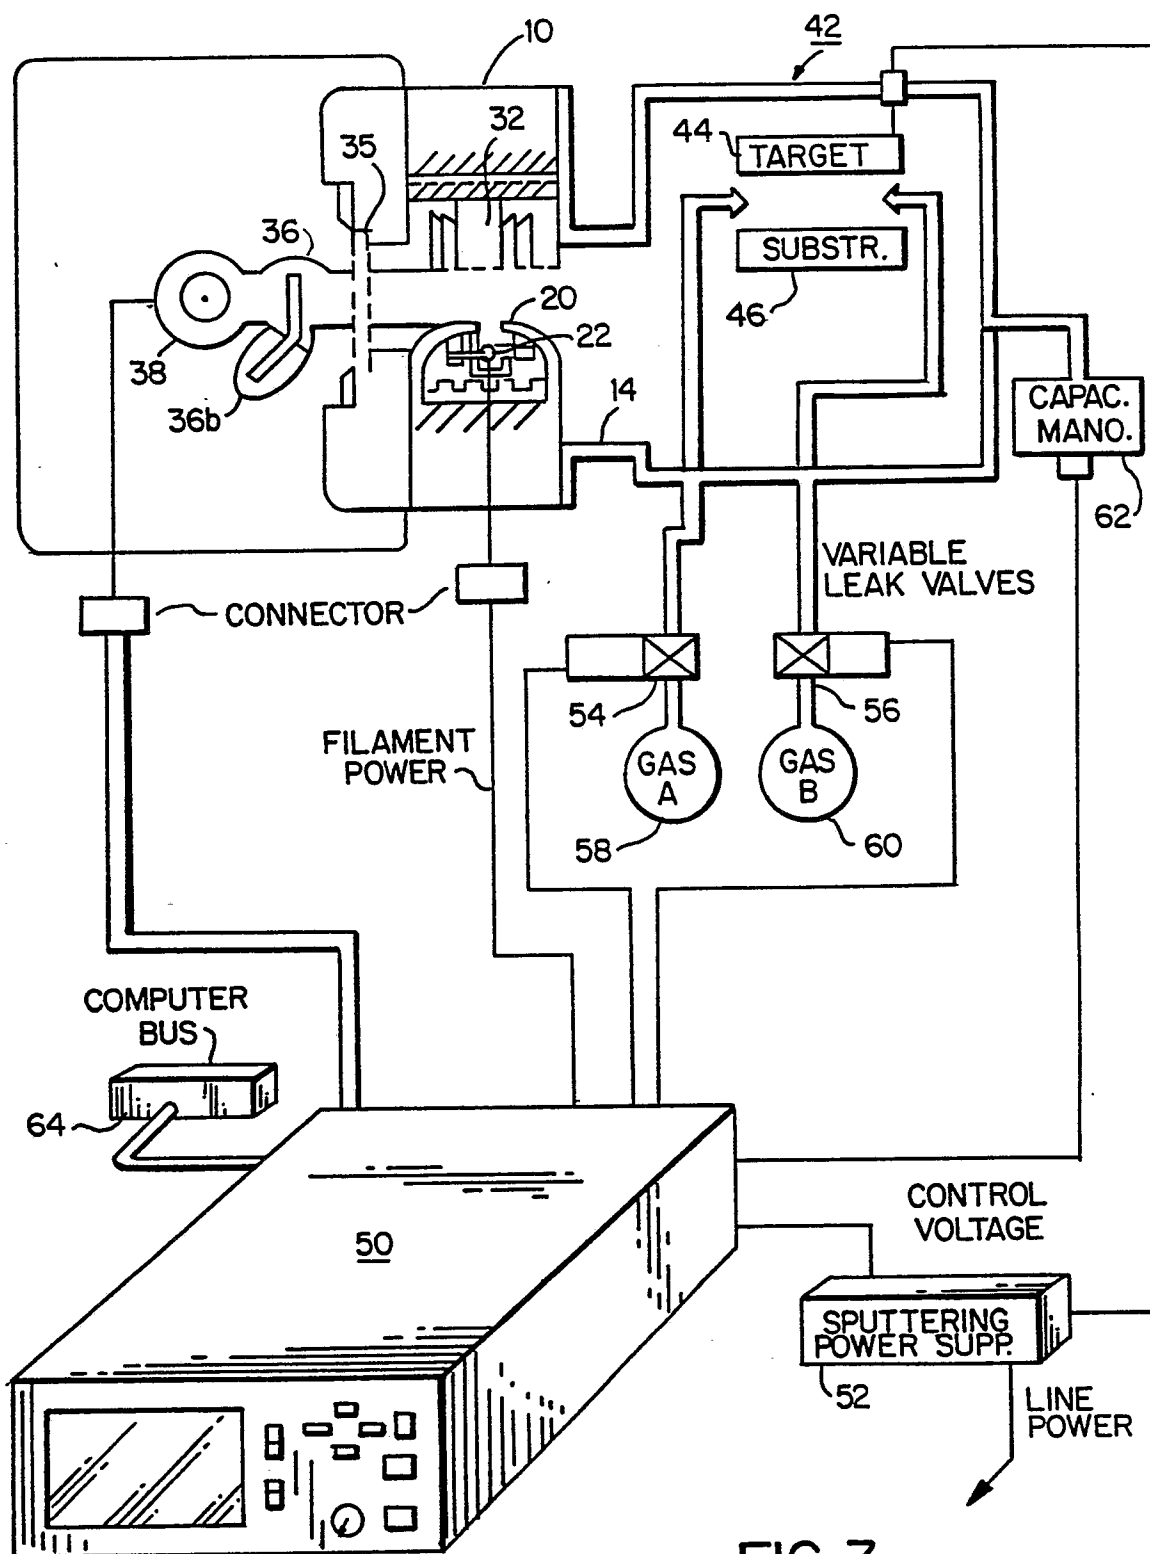 10
42
32
44
35
TARGET
36
SUBSTR.
20
46
22
38
36b
14
CAPAC.
MANO.
62
VARIABLE
LEAK VALVES
CONNECTOR
54
56
FILAMENT
POWER
GAS
A
GAS
B
58
60
COMPUTER
BUS
64
CONTROL
VOLTAGE
50
SPUTTERING
POWER SUPP.
52
LINE
POWER